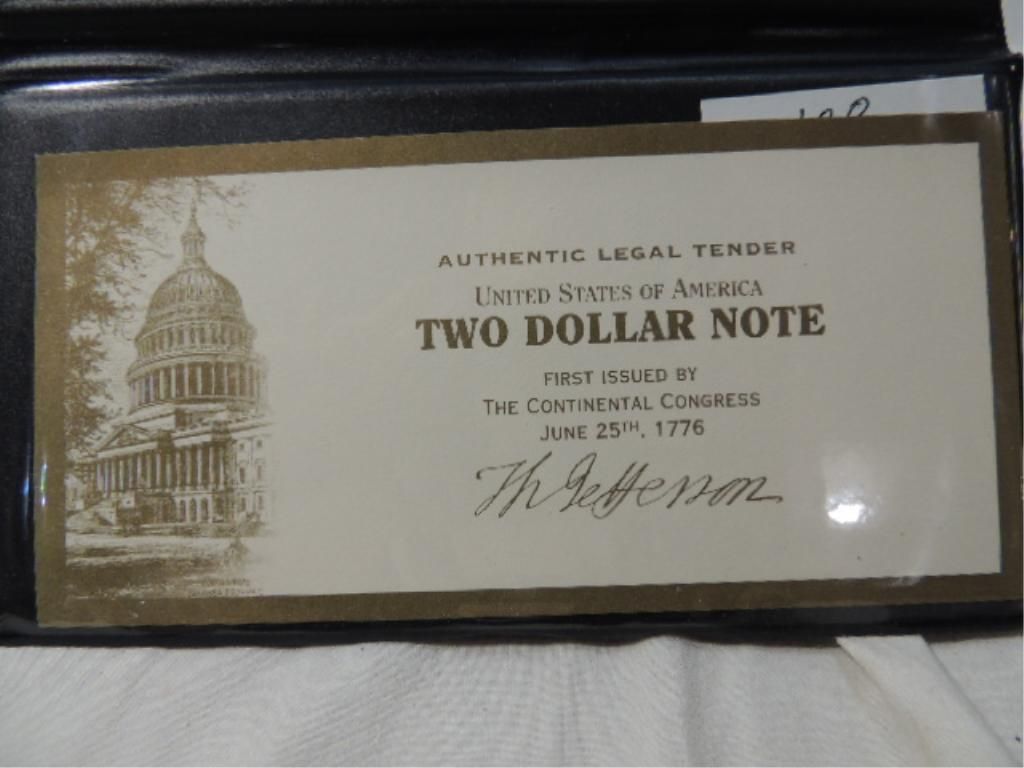 AUTHENTIC LEGAL TENDER
UNITED STATES OF AMERICA
TWO DOLLAR NOTE
FIRST ISSUED BY
THE CONTINENTAL CONGRESS
JUNE 25TH, 1776
Th Jefferson